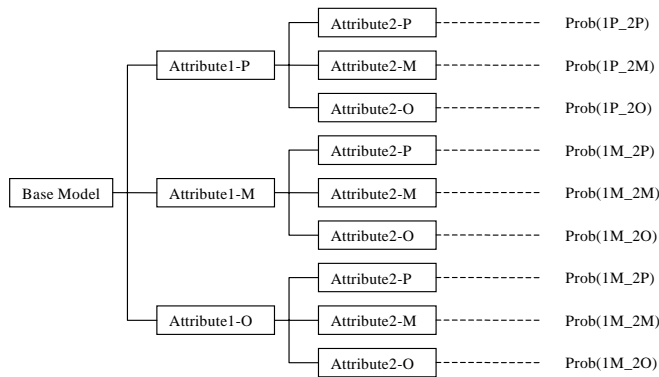 Attribute2-P Prob(1P_2P)
Attribute1-P Attribute2-M Prob(1P_2M)
Attribute2-O Prob(1P_2O)
Attribute2-P Prob(1M_2P)
Base Model Attribute1-M Attribute2-M Prob(1M_2M)
Attribute2-O Prob(1M_2O)
Attribute2-P Prob(1M_2P)
Attribute1-O Attribute2-M Prob(1M_2M)
Attribute2-O Prob(1M_2O)